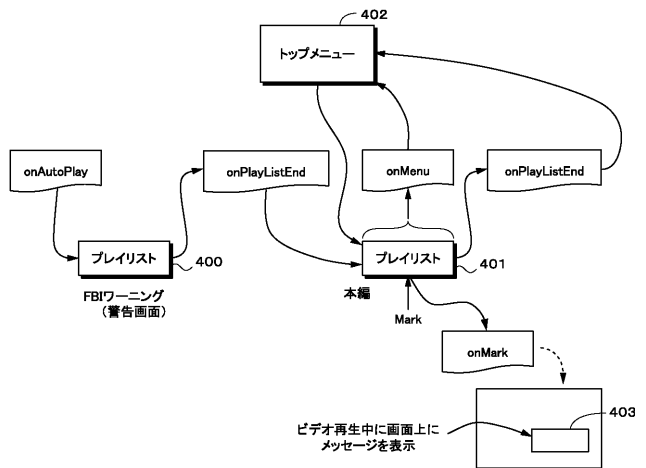 402
トップメニュー
onAutoPlay
onPlayListEnd
onMenu
onPlayListEnd
プレイリスト
400
FBIワーニング
(警告画面)
プレイリスト
401
本編
Mark
onMark
403
ビデオ再生中に画面上に
メッセージを表示